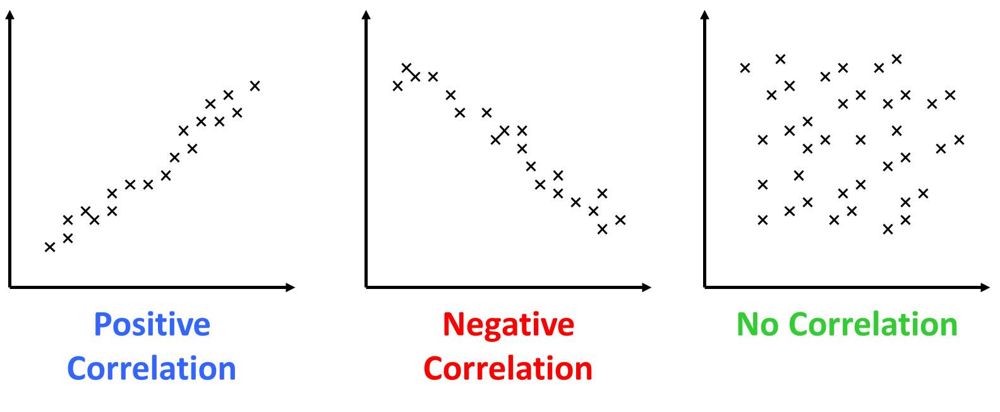 Positive
Correlation
Negative
Correlation
No Correlation